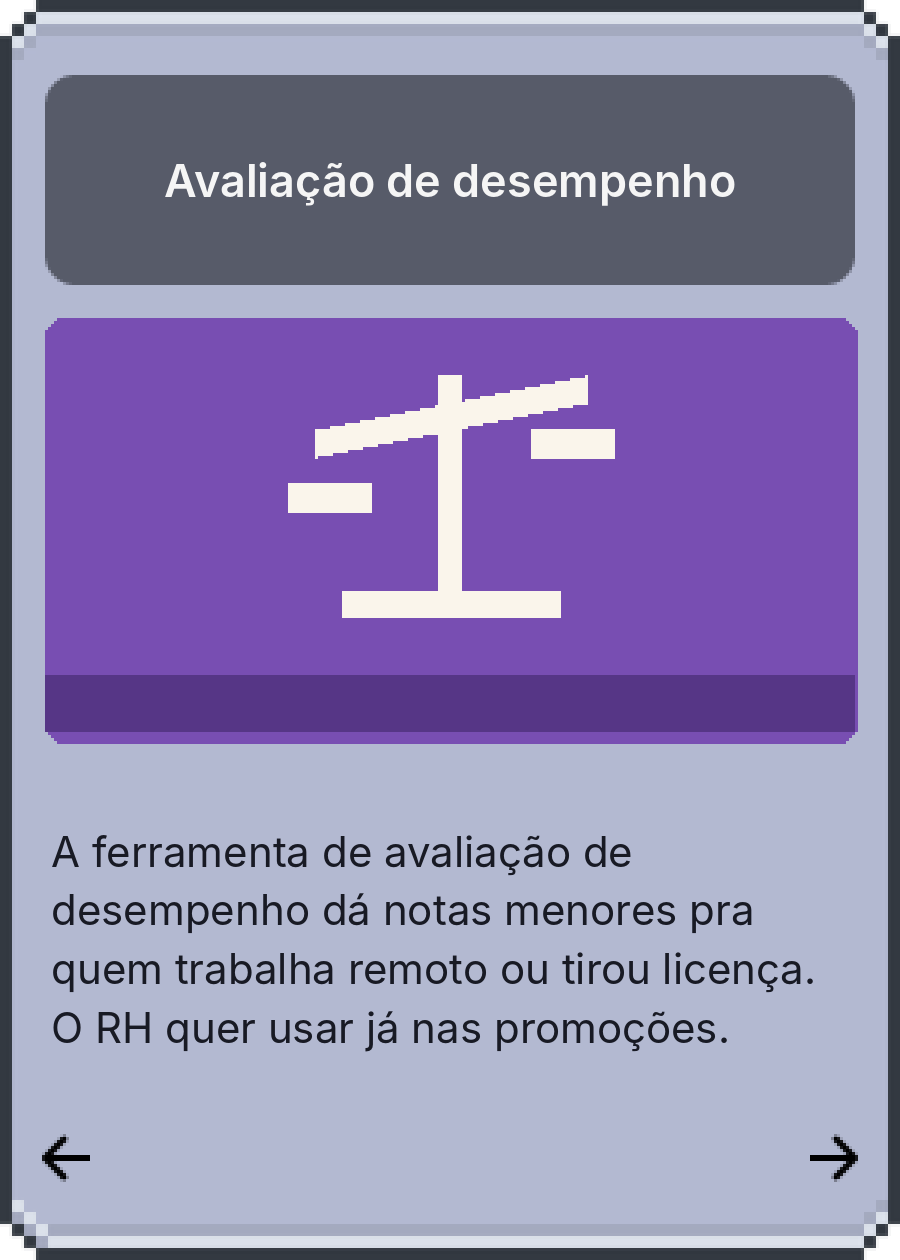 Avaliação de desempenho
A ferramenta de avaliação de
desempenho dá notas menores pra
quem trabalha remoto ou tirou licença.
O RH quer usar já nas promoções.